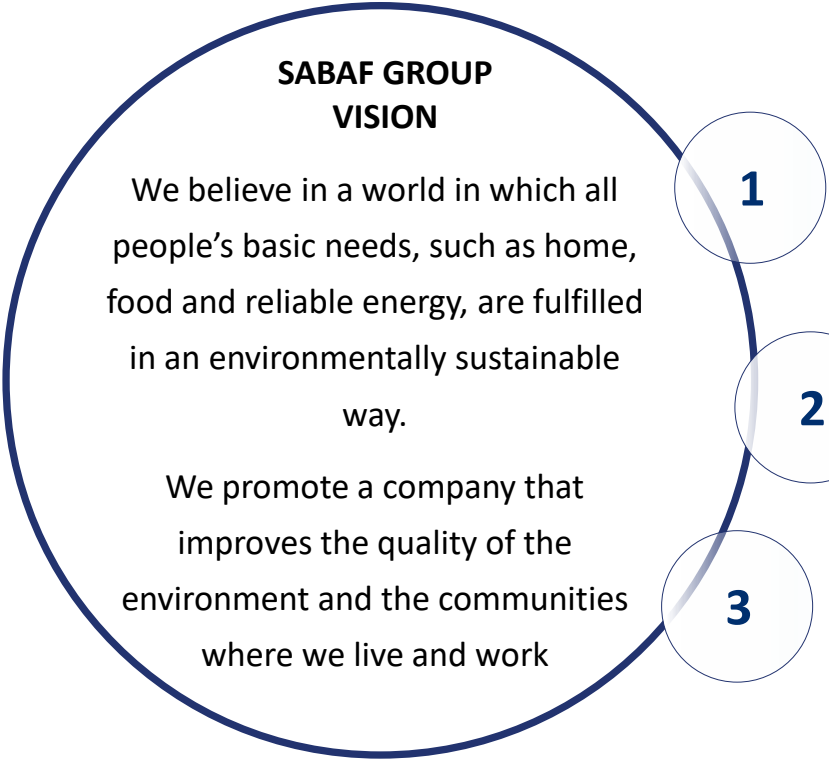 SABAF GROUP
VISION
We believe in a world in which all
people’s basic needs, such as home,
food and reliable energy, are fulfilled
in an environmentally sustainable
way.
We promote a company that
improves the quality of the
environment and the communities
where we live and work
1
2
3